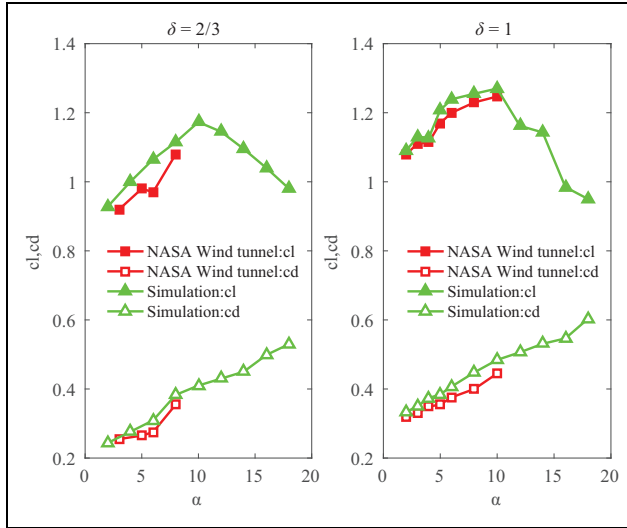 δ = 2/3
1.4
1.2
1
0.8
0.6
0.4
0.2
cl,cd
NASA Wind tunnel:cl
NASA Wind tunnel:cd
Simulation:cl
Simulation:cd
0 5 10 15 20
α
δ = 1
1.4
1.2
1
0.8
0.6
0.4
0.2
cl,cd
NASA Wind tunnel:cl
NASA Wind tunnel:cd
Simulation:cl
Simulation:cd
0 5 10 15 20
α